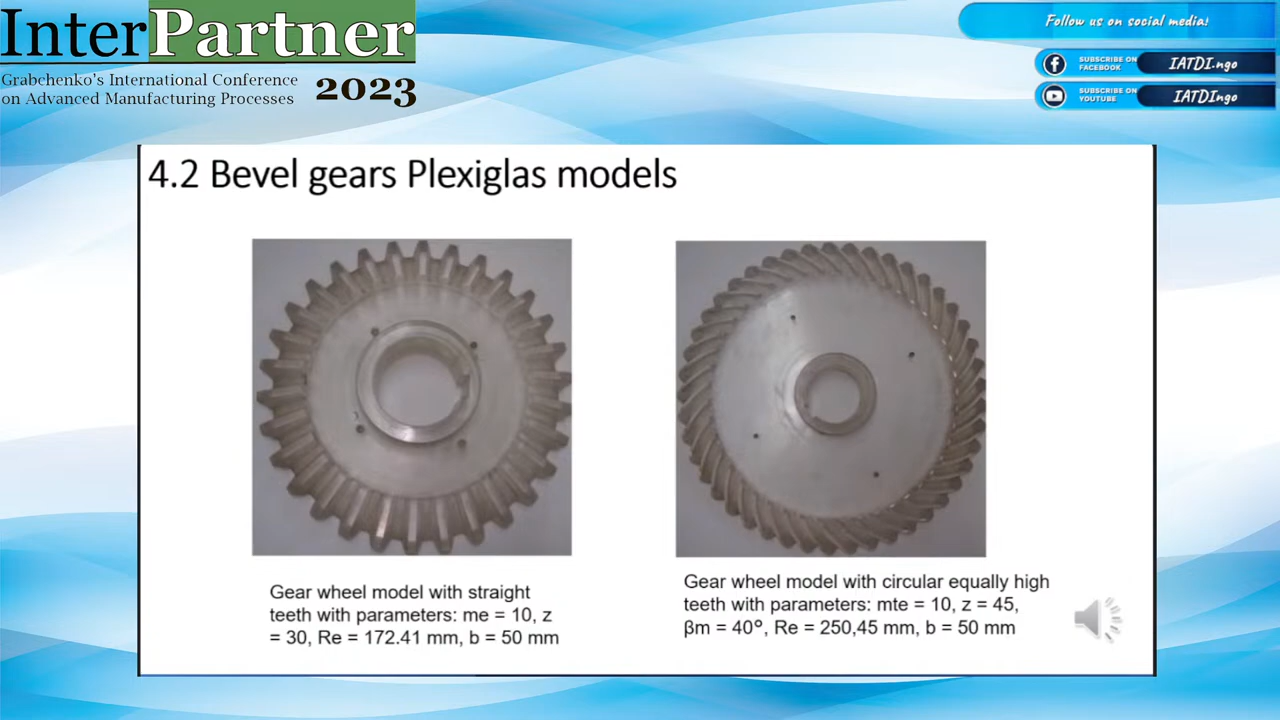 InterPartner
Grabchenko's International Conference
on Advanced Manufacturing Processes
2023
Follow us on social media!
SUBSCRIBE ON
FACEBOOK
IATDI.ngo
SUBSCRIBE ON
YOUTUBE
IATDIngo
4.2 Bevel gears Plexiglas models
Gear wheel model with straight
teeth with parameters: me = 10, z
= 30, Re = 172.41 mm, b = 50 mm
Gear wheel model with circular equally high
teeth with parameters: mte = 10, z = 45,
βm = 40º, Re = 250,45 mm, b = 50 mm